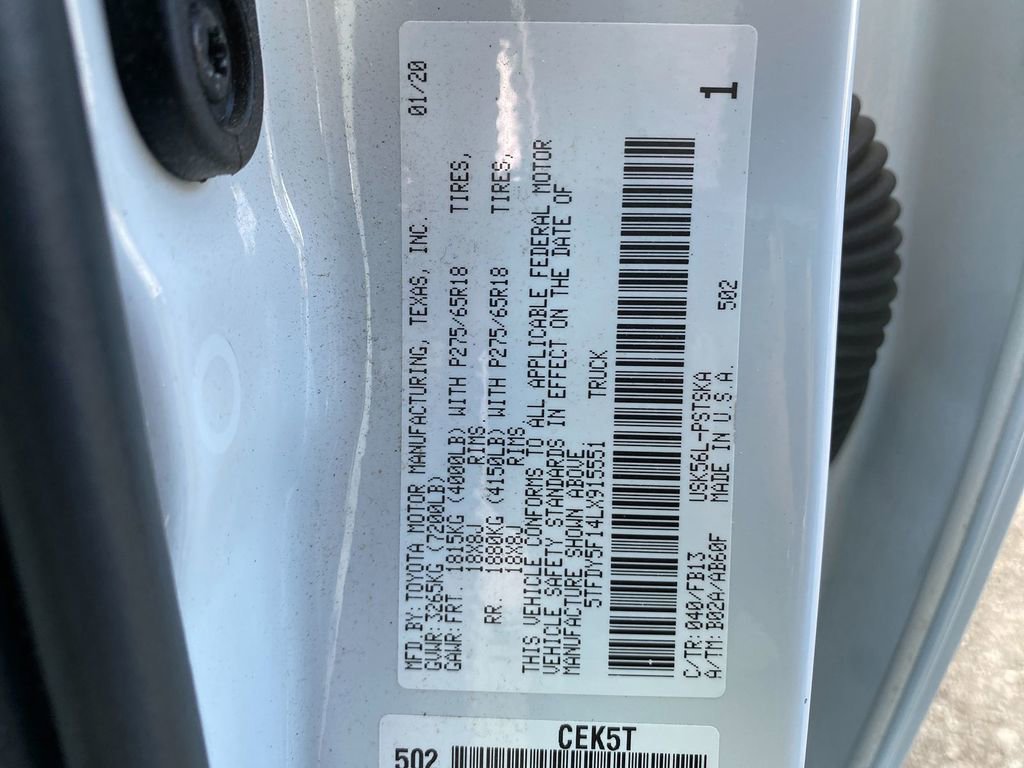 MFD BY: TOYOTA MOTOR MANUFACTURING, TEXAS, INC. 01/20
GVWR: 3265KG (7200LB)
GAWR: FRT. 1815KG (4000LB) WITH P275/65R18 TIRES,
18X8J RIMS
RR. 1880KG (4150LB) WITH P275/65R18 TIRES,
18X8J RIMS
THIS VEHICLE CONFORMS TO ALL APPLICABLE FEDERAL MOTOR
VEHICLE SAFETY STANDARDS IN EFFECT ON THE DATE OF
MANUFACTURE SHOWN ABOVE
5TFDY5F14LX915551 TRUCK
C/TR: 040/FB13 USK56L-PSTSKA 502 1
A/TM: B02A/AB60F MADE IN U.S.A.
CEK5T
502